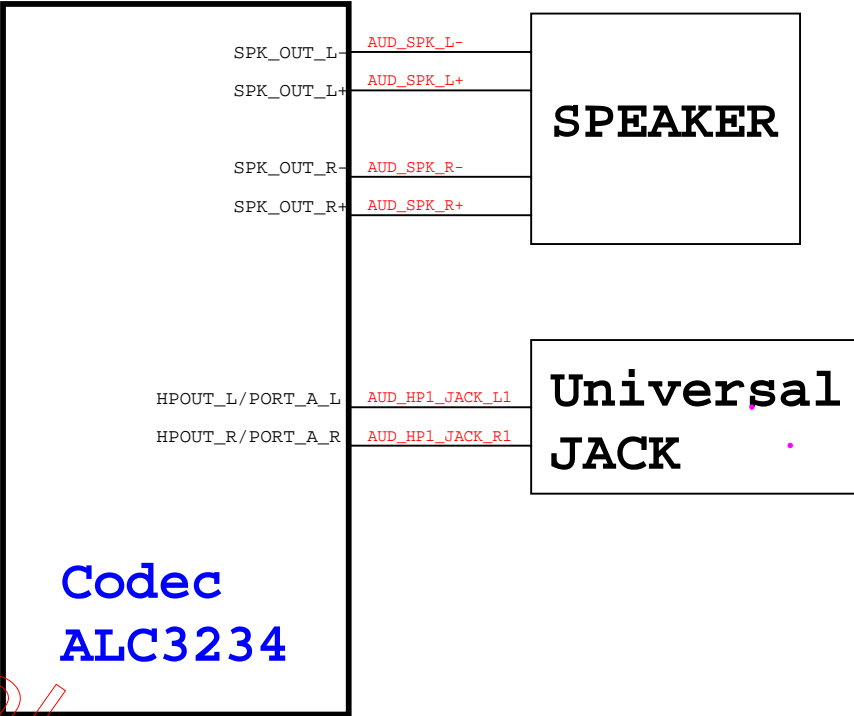 SPK_OUT_L- AUD_SPK_L-
SPK_OUT_L+ AUD_SPK_L+
SPEAKER
SPK_OUT_R- AUD_SPK_R-
SPK_OUT_R+ AUD_SPK_R+
HPOUT_L/PORT_A_L AUD_HP1_JACK_L1
HPOUT_R/PORT_A_R AUD_HP1_JACK_R1
Universal
JACK
Codec
ALC3234